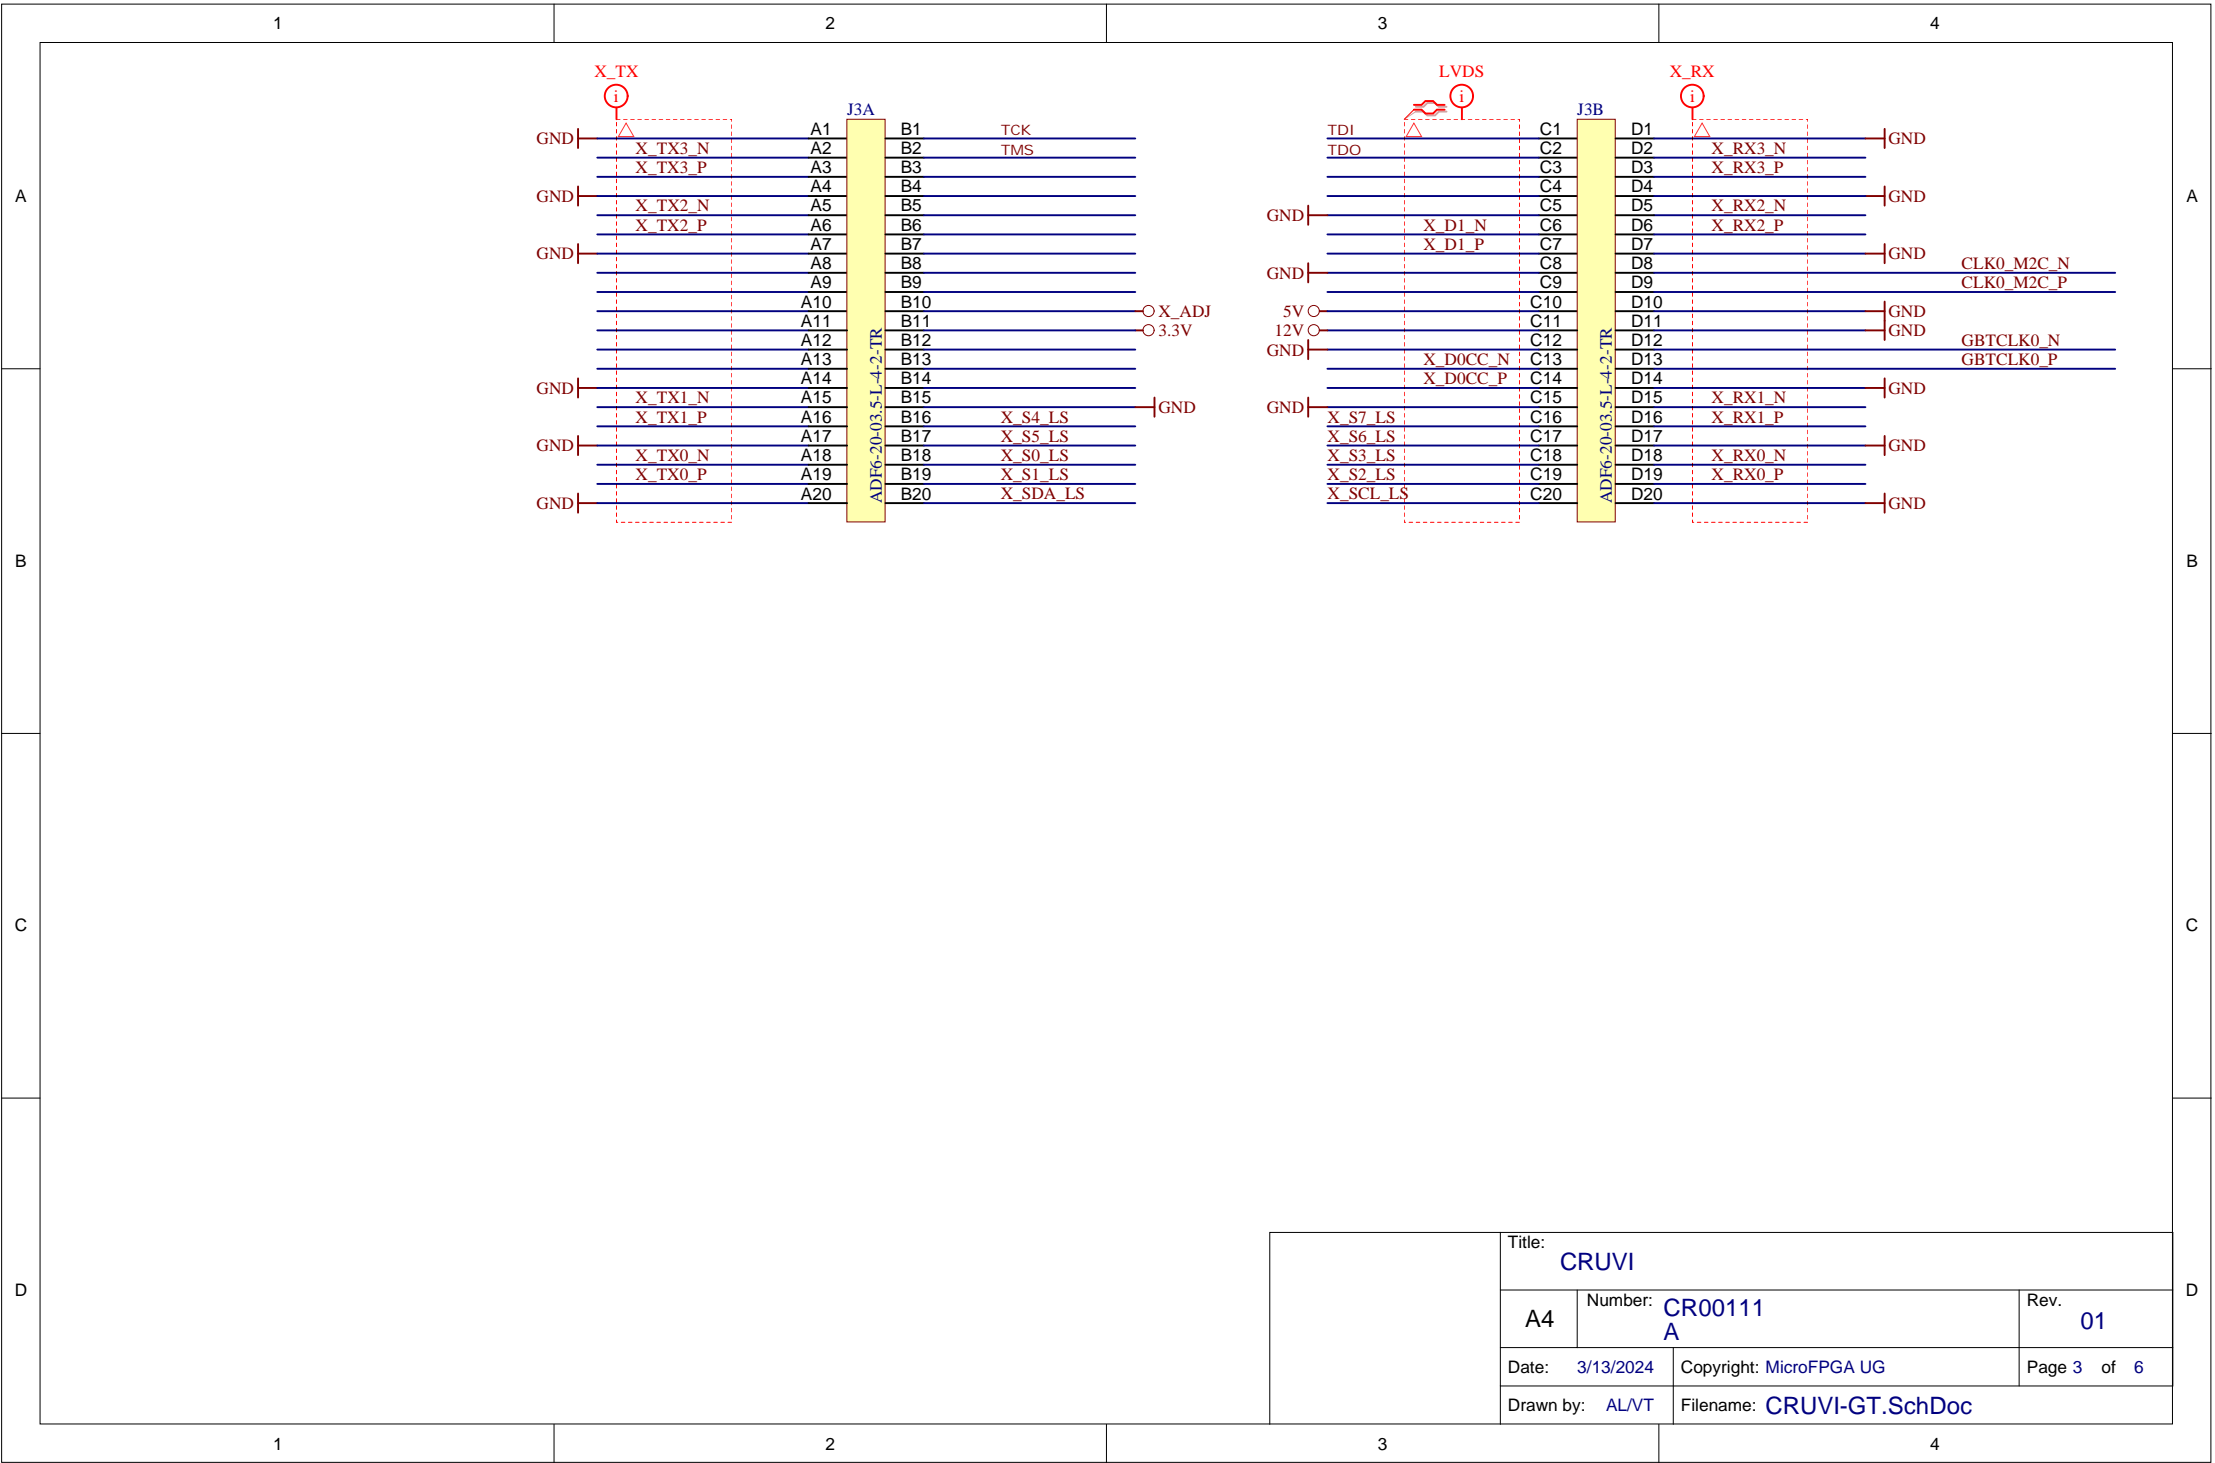 1 2 3 4
X_TX LVDS X_RX
J3A J3B
GND A1 B1 TCK TDI C1 D1 GND
X_TX3_N A2 B2 TMS TDO C2 D2 X_RX3_N
X_TX3_P A3 B3 C3 D3 X_RX3_P
A GND A4 B4 C4 D4 GND A
X_TX2_N A5 B5 GND C5 D5 X_RX2_N
X_TX2_P A6 B6 X_D1_N C6 D6 X_RX2_P
GND A7 B7 X_D1_P C7 D7 GND
A8 B8 GND C8 D8 CLK0_M2C_N
A9 B9 C9 D9 CLK0_M2C_P
A10 B10 X_ADJ 5V C10 D10 GND
A11 B11 3.3V 12V C11 D11 GND
A12 B12 GND C12 D12 GBTCLK0_N
A13 B13 X_D0CC_N C13 D13 GBTCLK0_P
GND A14 B14 X_D0CC_P C14 D14 GND
X_TX1_N A15 B15 GND GND C15 D15 X_RX1_N
X_TX1_P A16 B16 X_S4_LS X_S7_LS C16 D16 X_RX1_P
GND A17 B17 X_S5_LS X_S6_LS C17 D17 GND
X_TX0_N A18 B18 X_S0_LS X_S3_LS C18 D18 X_RX0_N
X_TX0_P A19 B19 X_S1_LS X_S2_LS C19 D19 X_RX0_P
GND A20 B20 X_SDA_LS X_SCL_LS C20 D20 GND
ADF6-20-03.5-L-4-2-TR ADF6-20-03.5-L-4-2-TR
B B
C C
D D
Title:
CRUVI
A4 Number: CR00111 Rev.
A 01
Date: 3/13/2024 Copyright: MicroFPGA UG Page 3 of 6
Drawn by: AL/VT Filename: CRUVI-GT.SchDoc
1 2 3 4